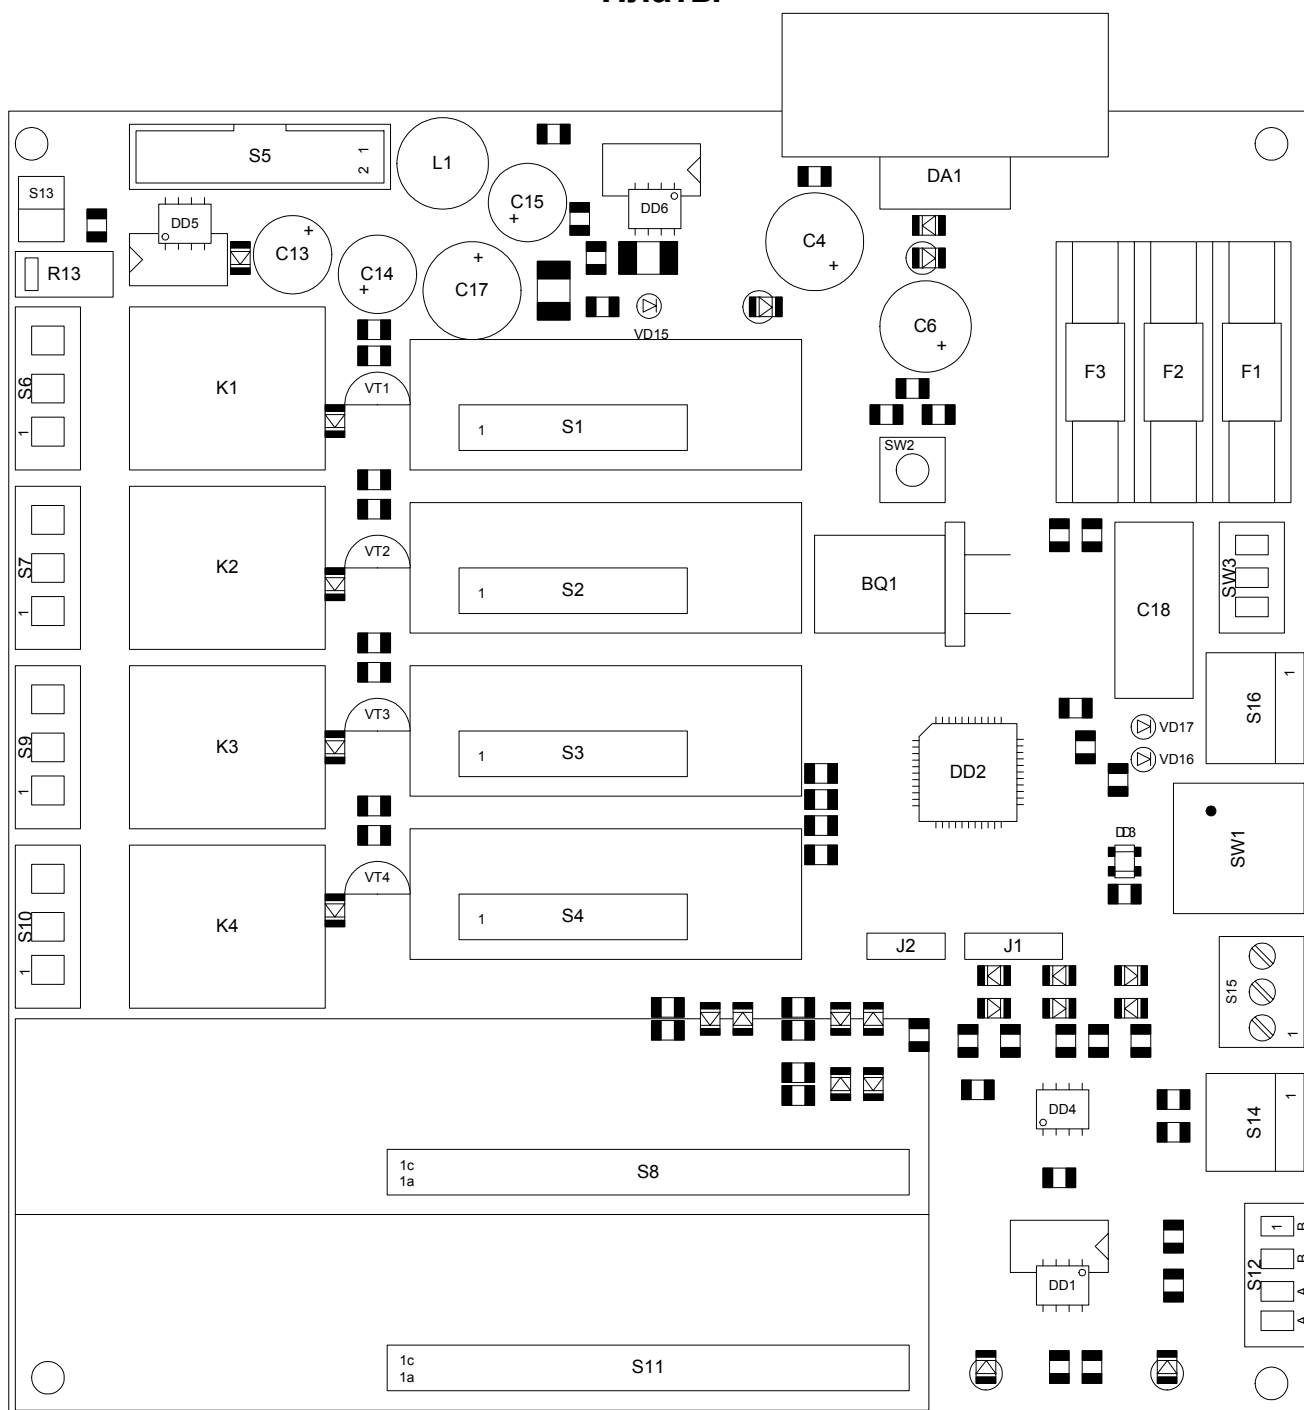 S5
1
2
L1
DA1
S13
C15
DD6
DD5
C13
C4
R13
C14
C17
C6
VD15
S6
K1
VT1
F3
F2
F1
1
1
S1
SW2
S7
K2
VT2
BQ1
SW3
C18
1
1
S2
1
S16
S9
K3
VT3
VD17
1
S3
VD16
1
DD2
DD3
SW1
S10
K4
VT4
1
S4
J2
J1
1
S15
1
DD4
1
S14
1c
1a
S8
1
B
B
S12
DD1
A
A
1c
1a
S11